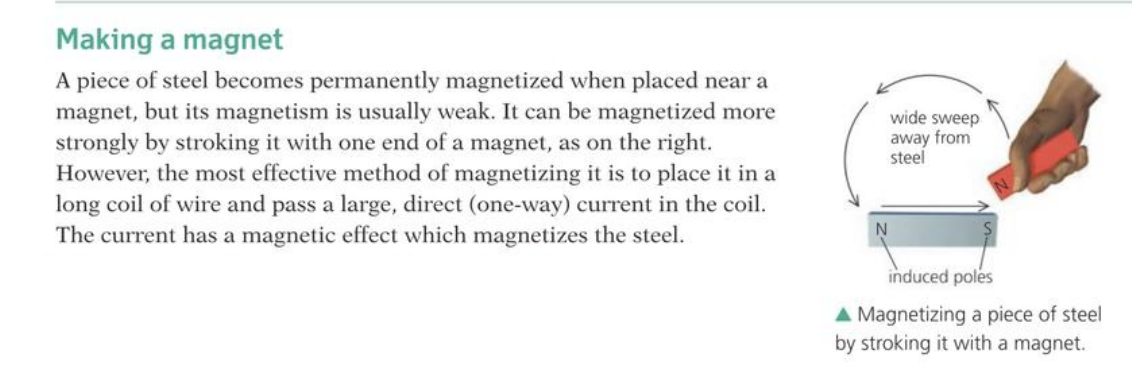 Making a magnet
A piece of steel becomes permanently magnetized when placed near a
magnet, but its magnetism is usually weak. It can be magnetized more
strongly by stroking it with one end of a magnet, as on the right.
However, the most effective method of magnetizing it is to place it in a
long coil of wire and pass a large, direct (one-way) current in the coil.
The current has a magnetic effect which magnetizes the steel.
wide sweep
away from
steel
N
N
S
induced poles
▲ Magnetizing a piece of steel
by stroking it with a magnet.